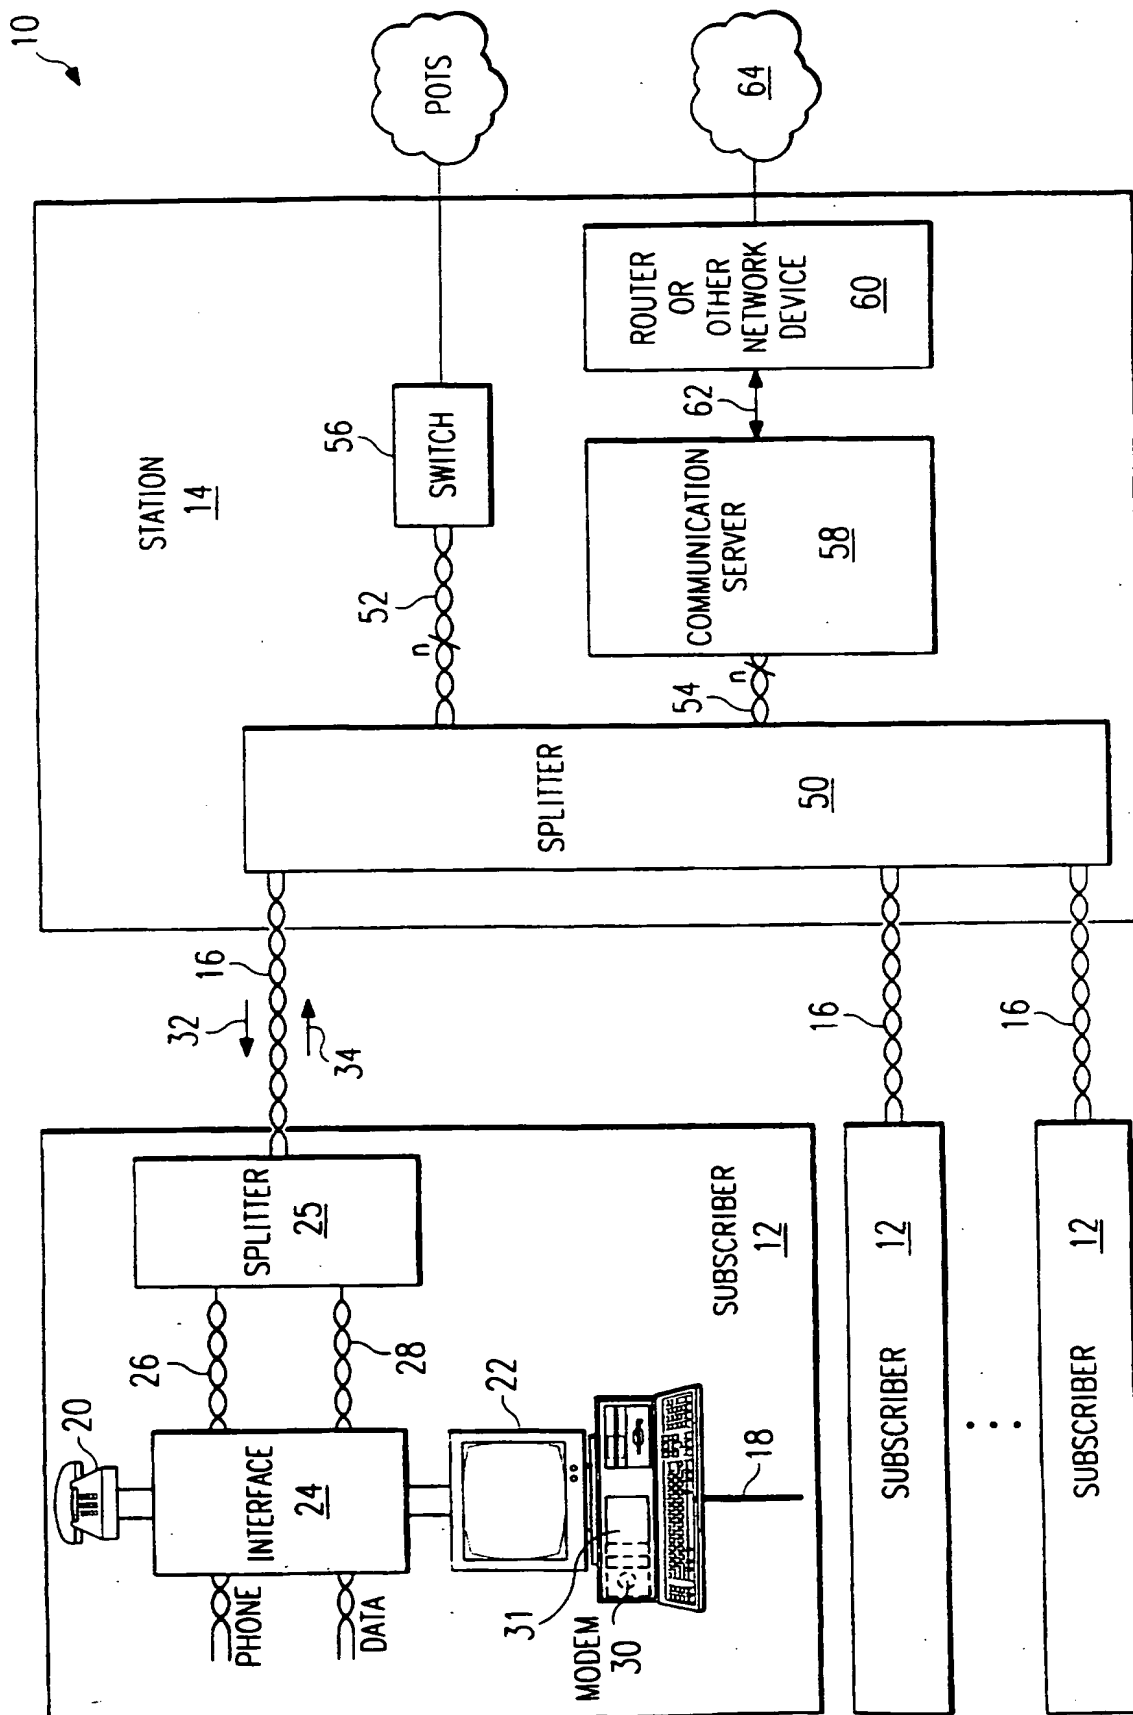 10
POTS
64
STATION
14
56
SWITCH
52
n
ROUTER
OR
OTHER
NETWORK
DEVICE
60
62
COMMUNICATION
SERVER
58
n
54
SPLITTER
50
16
32
34
16
16
SPLITTER
25
26
28
20
INTERFACE
24
PHONE
DATA
22
31
MODEM
30
18
SUBSCRIBER
12
SUBSCRIBER
12
SUBSCRIBER
12